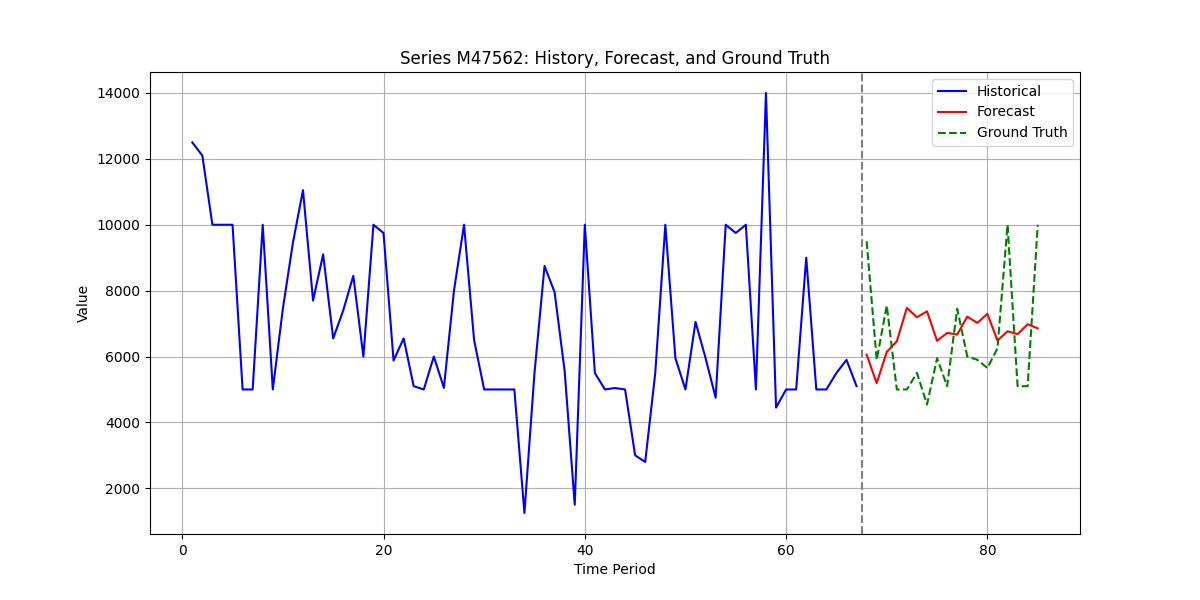 Series M47562: History, Forecast, and Ground Truth
14000
12000
10000
8000
6000
4000
2000
Value
Historical
Forecast
Ground Truth
0
20
40
60
80
Time Period